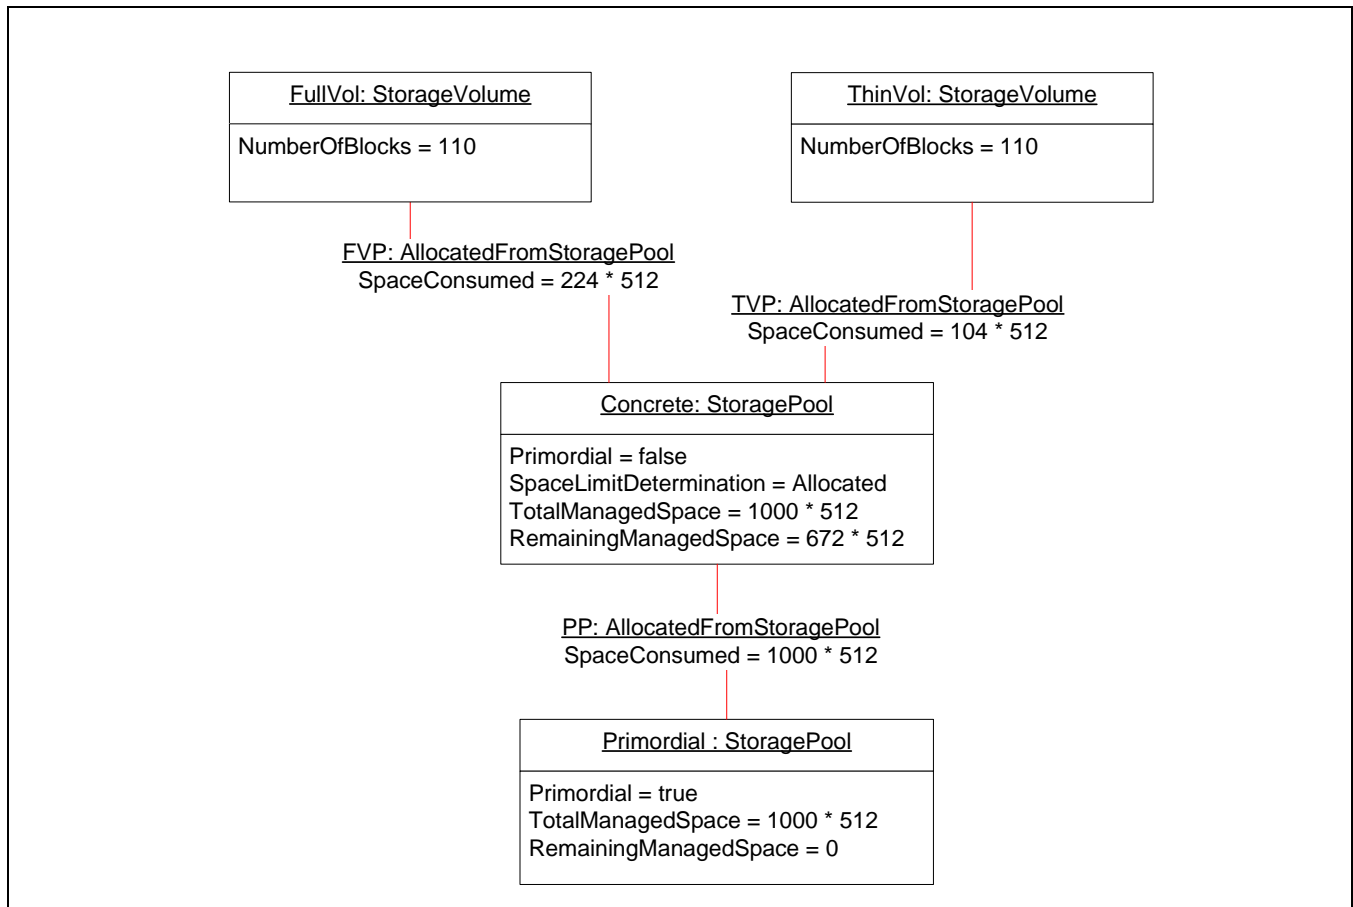 FullVol: StorageVolume
NumberOfBlocks = 110
ThinVol: StorageVolume
NumberOfBlocks = 110
FVP: AllocatedFromStoragePool
SpaceConsumed = 224 * 512
TVP: AllocatedFromStoragePool
SpaceConsumed = 104 * 512
Concrete: StoragePool
Primordial = false
SpaceLimitDetermination = Allocated
TotalManagedSpace = 1000 * 512
RemainingManagedSpace = 672 * 512
PP: AllocatedFromStoragePool
SpaceConsumed = 1000 * 512
Primordial : StoragePool
Primordial = true
TotalManagedSpace = 1000 * 512
RemainingManagedSpace = 0